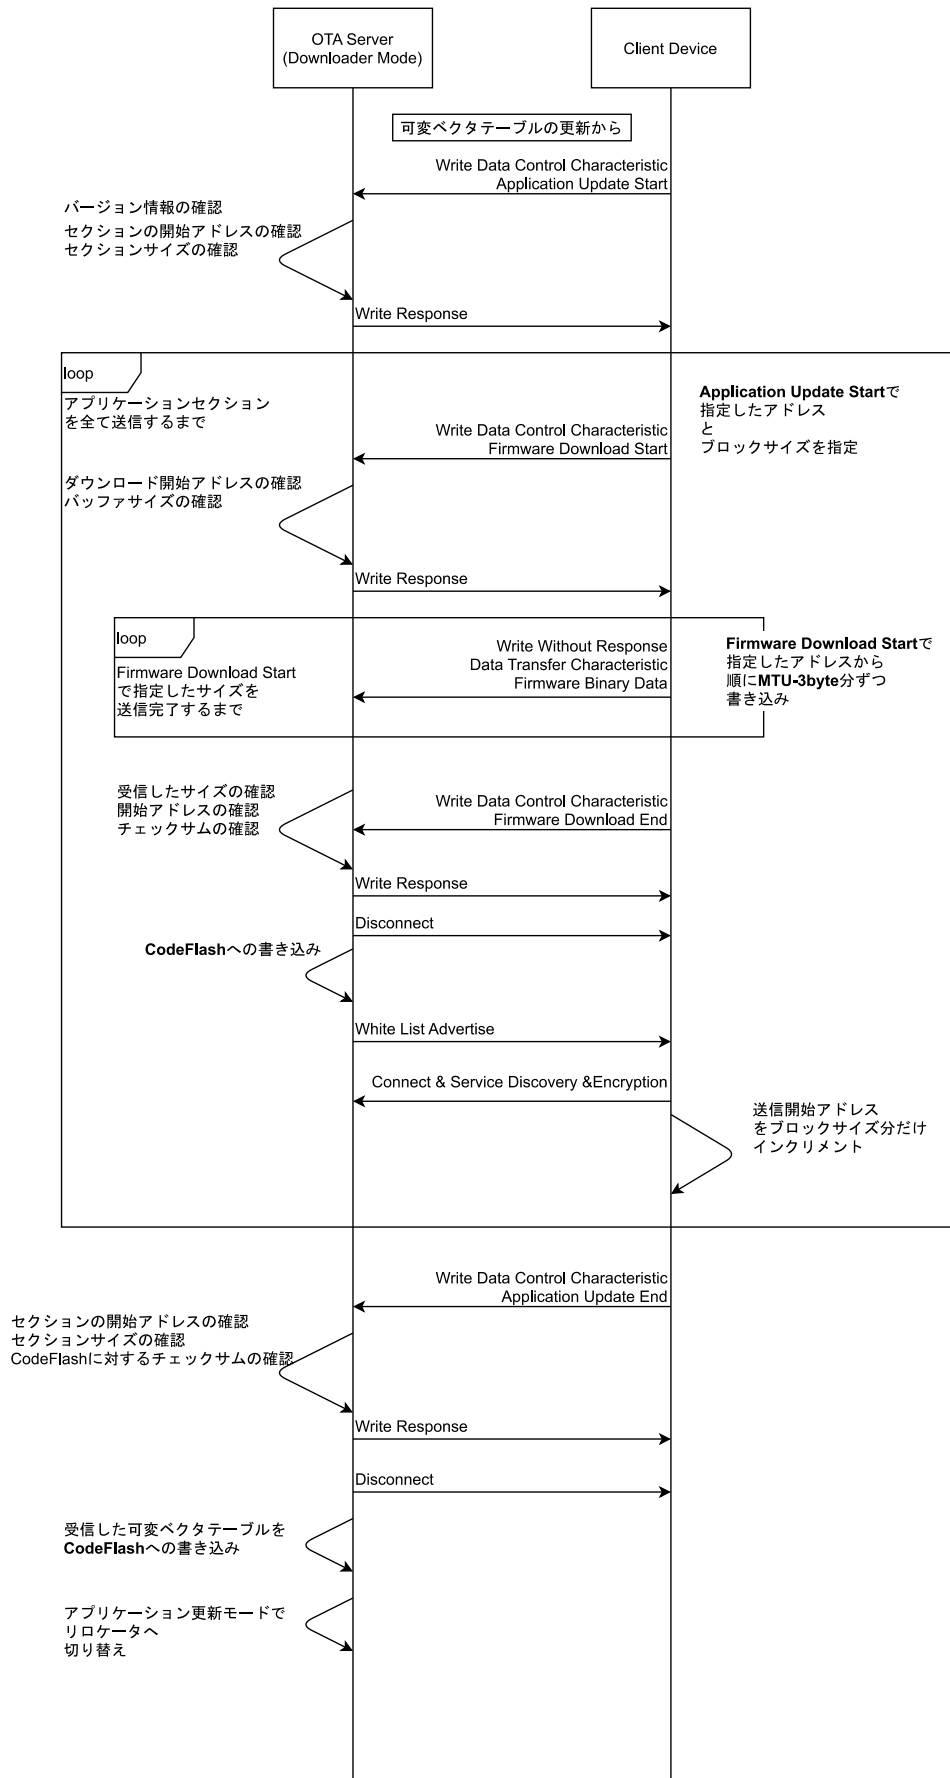 OTA Server
(Downloader Mode)
Client Device
可変ベクタテーブルの更新から
Write Data Control Characteristic
Application Update Start
バージョン情報の確認
セクションの開始アドレスの確認
セクションサイズの確認
Write Response
loop
アプリケーションセクション
を全て送信するまで
Application Update Startで
指定したアドレス
と
ブロックサイズを指定
Write Data Control Characteristic
Firmware Download Start
ダウンロード開始アドレスの確認
バッファサイズの確認
Write Response
loop
Firmware Download Start
で指定したサイズを
送信完了するまで
Write Without Response
Data Transfer Characteristic
Firmware Binary Data
Firmware Download Startで
指定したアドレスから
順にMTU-3byte分ずつ
書き込み
受信したサイズの確認
開始アドレスの確認
チェックサムの確認
Write Data Control Characteristic
Firmware Download End
Write Response
Disconnect
CodeFlashへの書き込み
White List Advertise
Connect & Service Discovery &Encryption
送信開始アドレス
をブロックサイズ分だけ
インクリメント
Write Data Control Characteristic
Application Update End
セクションの開始アドレスの確認
セクションサイズの確認
CodeFlashに対するチェックサムの確認
Write Response
Disconnect
受信した可変ベクタテーブルを
CodeFlashへの書き込み
アプリケーション更新モードで
リロケータへ
切り替え